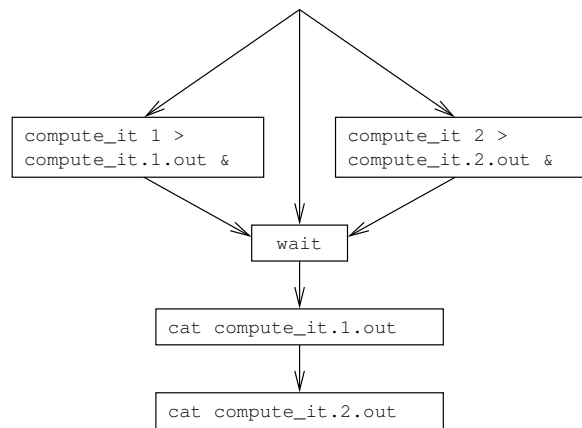 compute_it 1 >
compute_it.1.out &
compute_it 2 >
compute_it.2.out &
wait
cat compute_it.1.out
cat compute_it.2.out